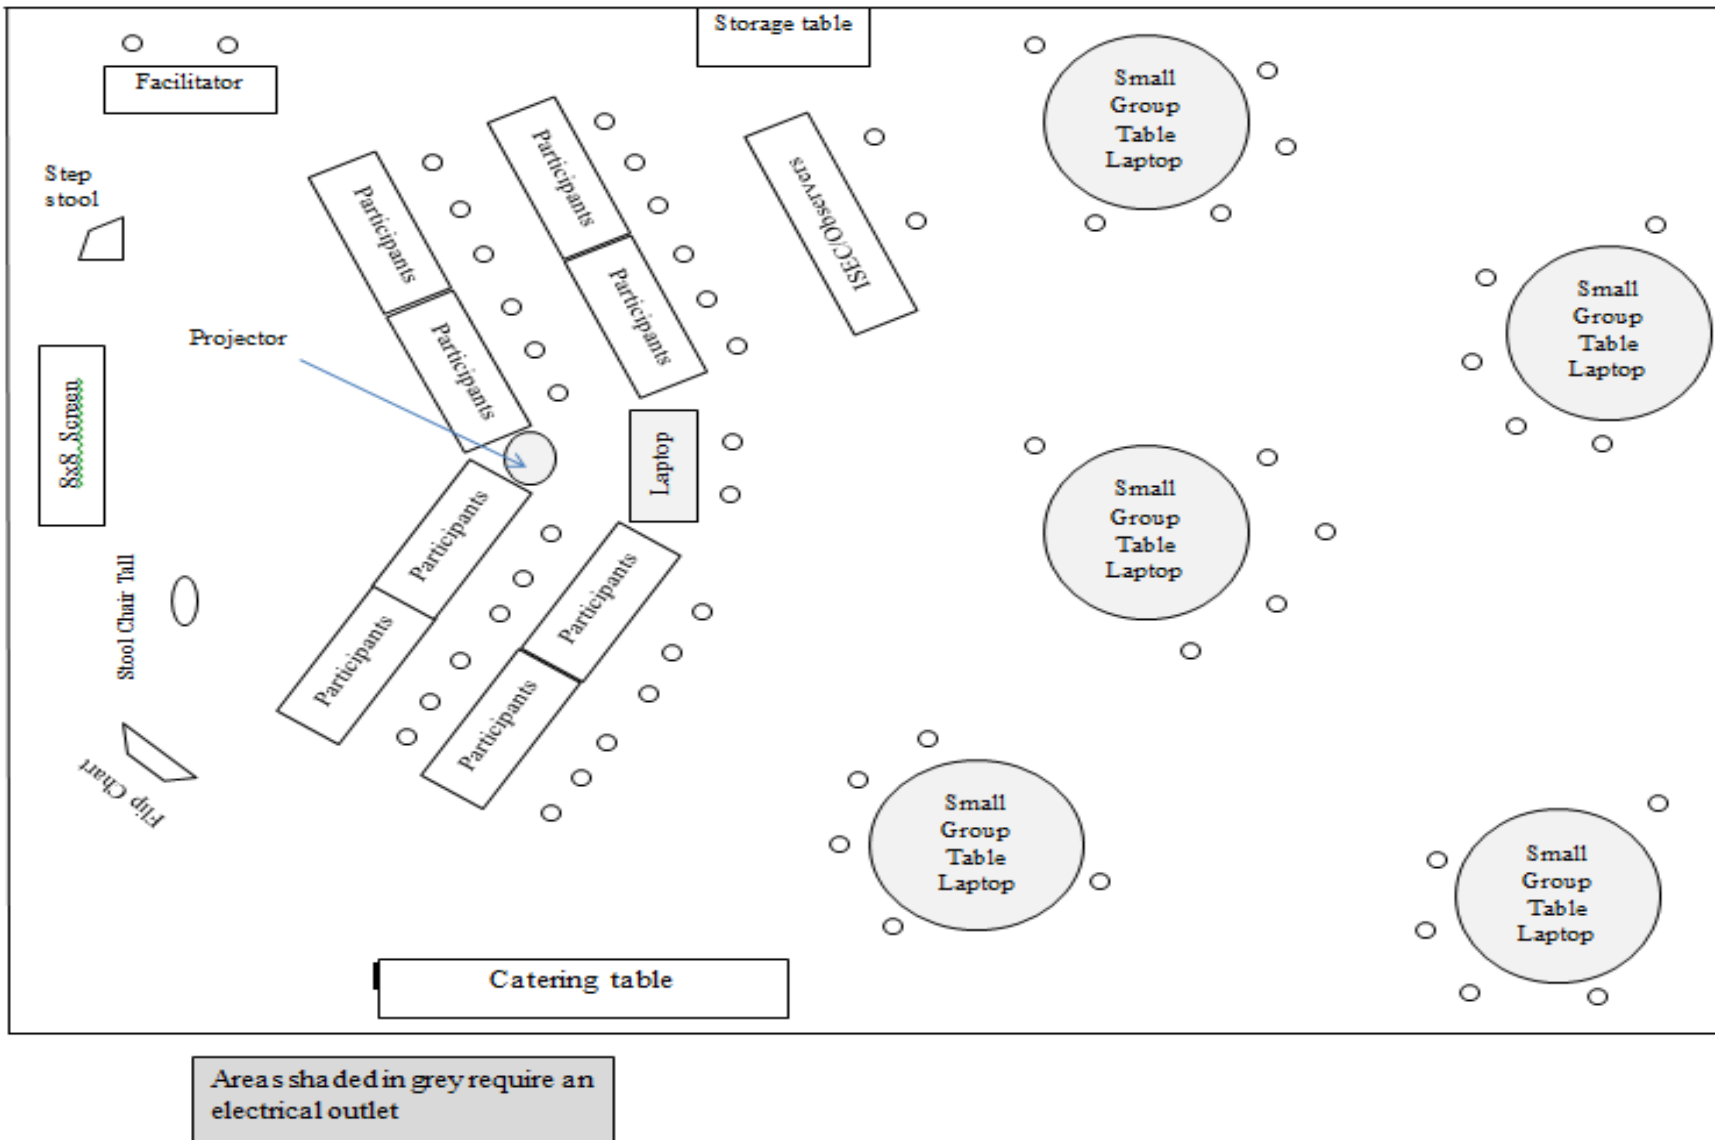 Storage table
Facilitator
Step
stool
Projector
8x8 Screen
Stool Chair Tall
Flip Chart
Participants
Participants
Participants
Participants
Participants
Participants
Participants
Participants
Laptop
ISEC/Observers
Small
Group
Table
Laptop
Small
Group
Table
Laptop
Small
Group
Table
Laptop
Small
Group
Table
Laptop
Small
Group
Table
Laptop
Catering table
Areas shaded in grey require an
electrical outlet